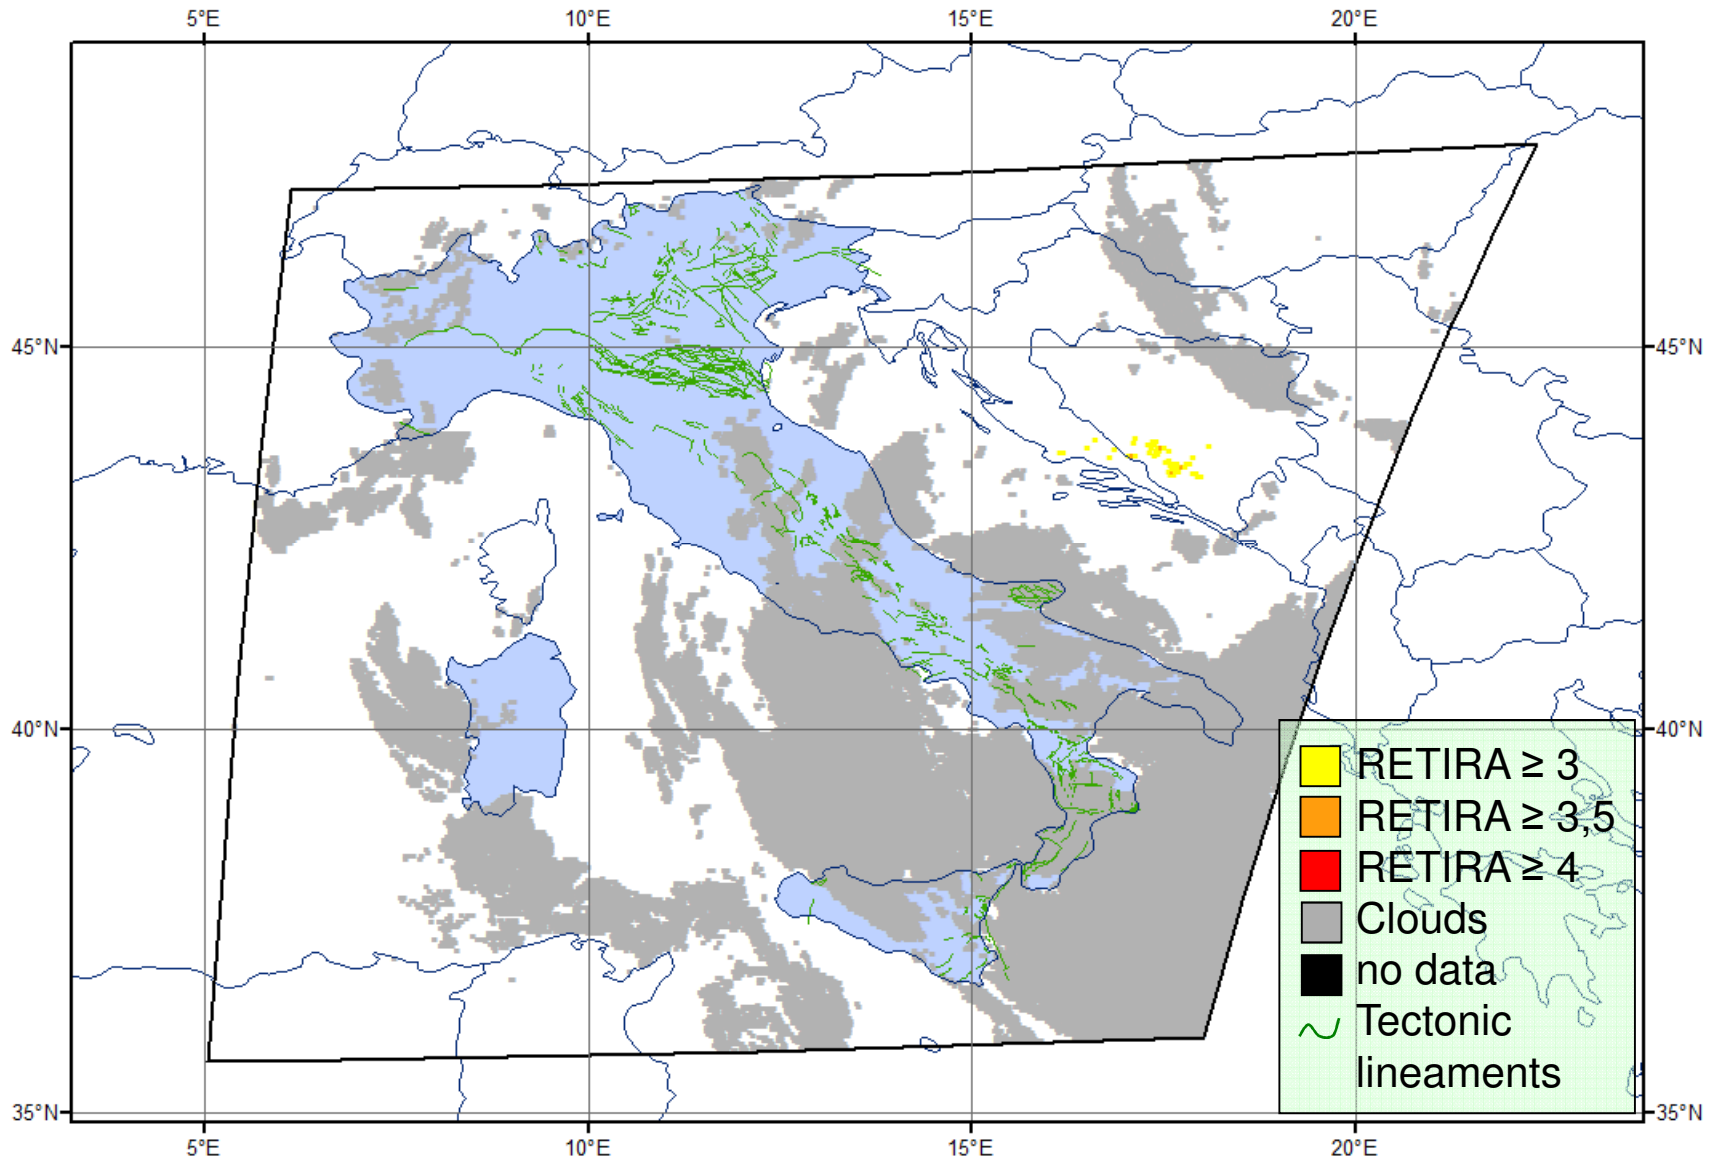 5°E 10°E 15°E 20°E
45°N 45°N
40°N 40°N
RETIRA ≥ 3
RETIRA ≥ 3,5
RETIRA ≥ 4
Clouds
no data
Tectonic
lineaments
35°N 35°N
5°E 10°E 15°E 20°E